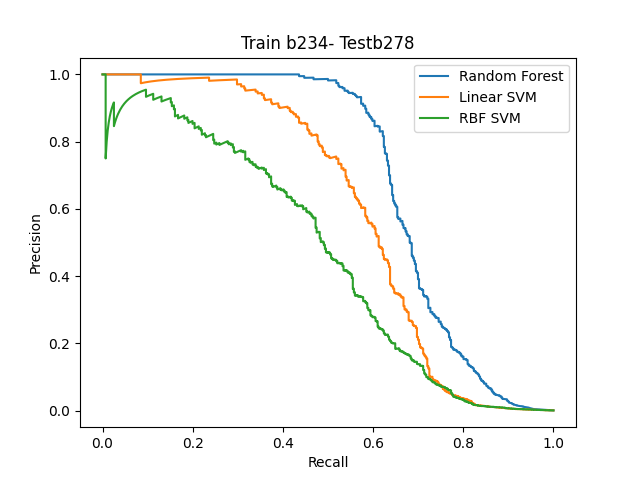 Train b234- Testb278
Random Forest
Linear SVM
RBF SVM
Precision
1.0
0.8
0.6
0.4
0.2
0.0
0.0 0.2 0.4 0.6 0.8 1.0
Recall